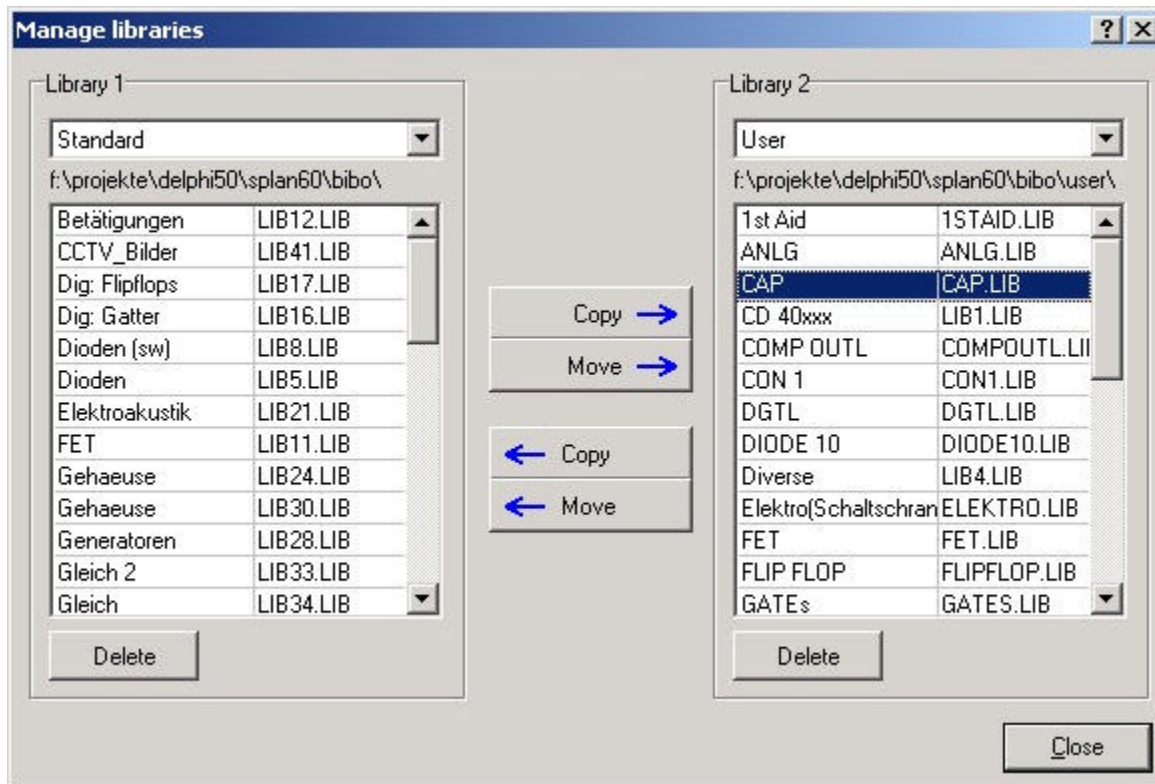 Manage libraries
Library 1
Standard
f:\projekte\delphi50\splan60\bibo\
Betätigungen LIB12.LIB
CCTV_Bilder LIB41.LIB
Dig: Flipflops LIB17.LIB
Dig: Gatter LIB16.LIB
Dioden (sw) LIB8.LIB
Dioden LIB5.LIB
Elektroakustik LIB21.LIB
FET LIB11.LIB
Gehaeuse LIB24.LIB
Gehaeuse LIB30.LIB
Generatoren LIB28.LIB
Gleich 2 LIB33.LIB
Gleich LIB34.LIB
Delete
Copy
Move
Copy
Move
Library 2
User
f:\projekte\delphi50\splan60\bibo\user\
1st Aid 1STAID.LIB
ANLG ANLG.LIB
CAP CAP.LIB
CD 40xxx LIB1.LIB
COMP OUTL COMPOUTL.LI
CON 1 CON1.LIB
DGTL DGTL.LIB
DIODE 10 DIODE10.LIB
Diverse LIB4.LIB
Elektro(Schaltschran ELEKTRO.LIB
FET FET.LIB
FLIP FLOP FLIPFLOP.LIB
GATEs GATES.LIB
Delete
Close